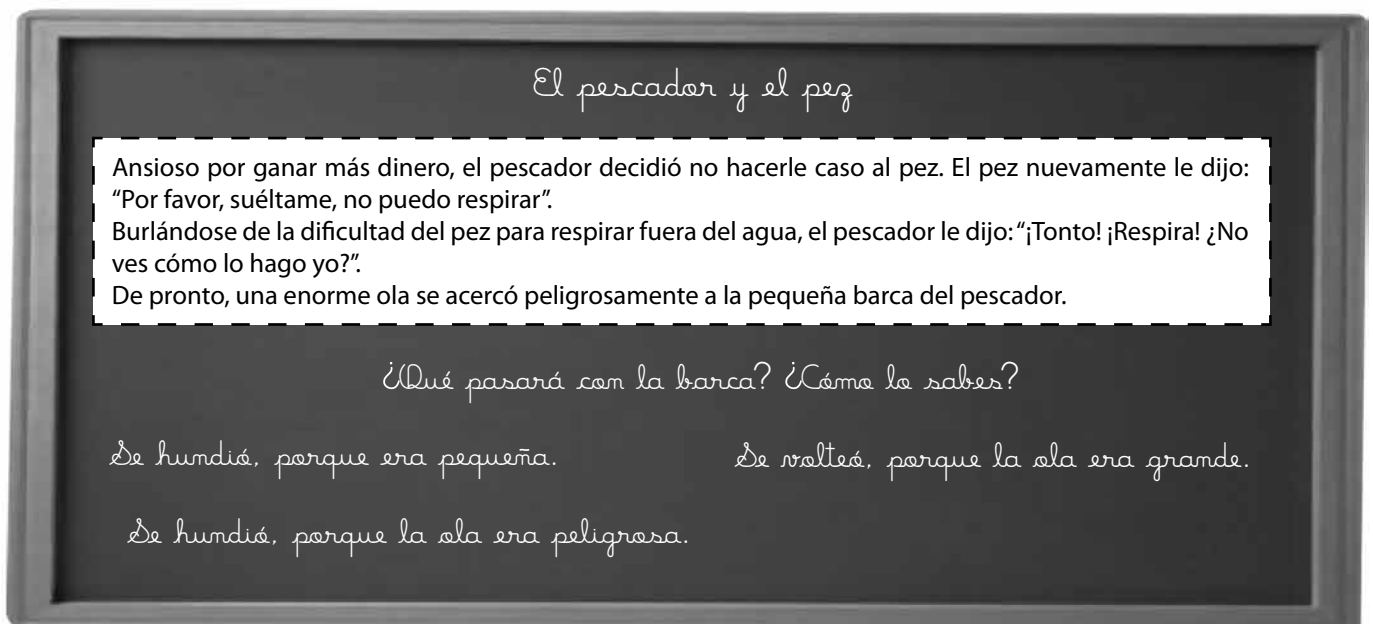 El pescador y el pez
Ansioso por ganar más dinero, el pescador decidió no hacerle caso al pez. El pez nuevamente le dijo:
“Por favor, suéltame, no puedo respirar”.
Burlándose de la dificultad del pez para respirar fuera del agua, el pescador le dijo: “¡Tonto! ¡Respira! ¿No
ves cómo lo hago yo?”.
De pronto, una enorme ola se acercó peligrosamente a la pequeña barca del pescador.
¿Qué pasará con la barca? ¿Cómo lo sabes?
Se hundió, porque era pequeña.
Se volteó, porque la ola era grande.
Se hundió, porque la ola era peligrosa.